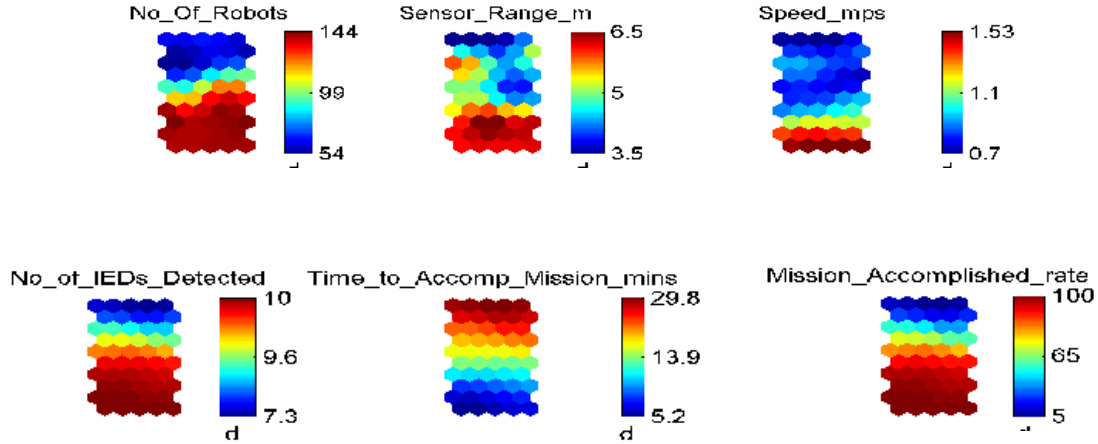 No_Of_Robots
144
99
54
Sensor_Range_m
6.5
5
3.5
Speed_mps
1.53
1.1
0.7
No_of_IEDs_Detected
10
9.6
7.3
d
Time_to_Accomp_Mission_mins
29.8
13.9
5.2
d
Mission_Accomplished_rate
100
65
5